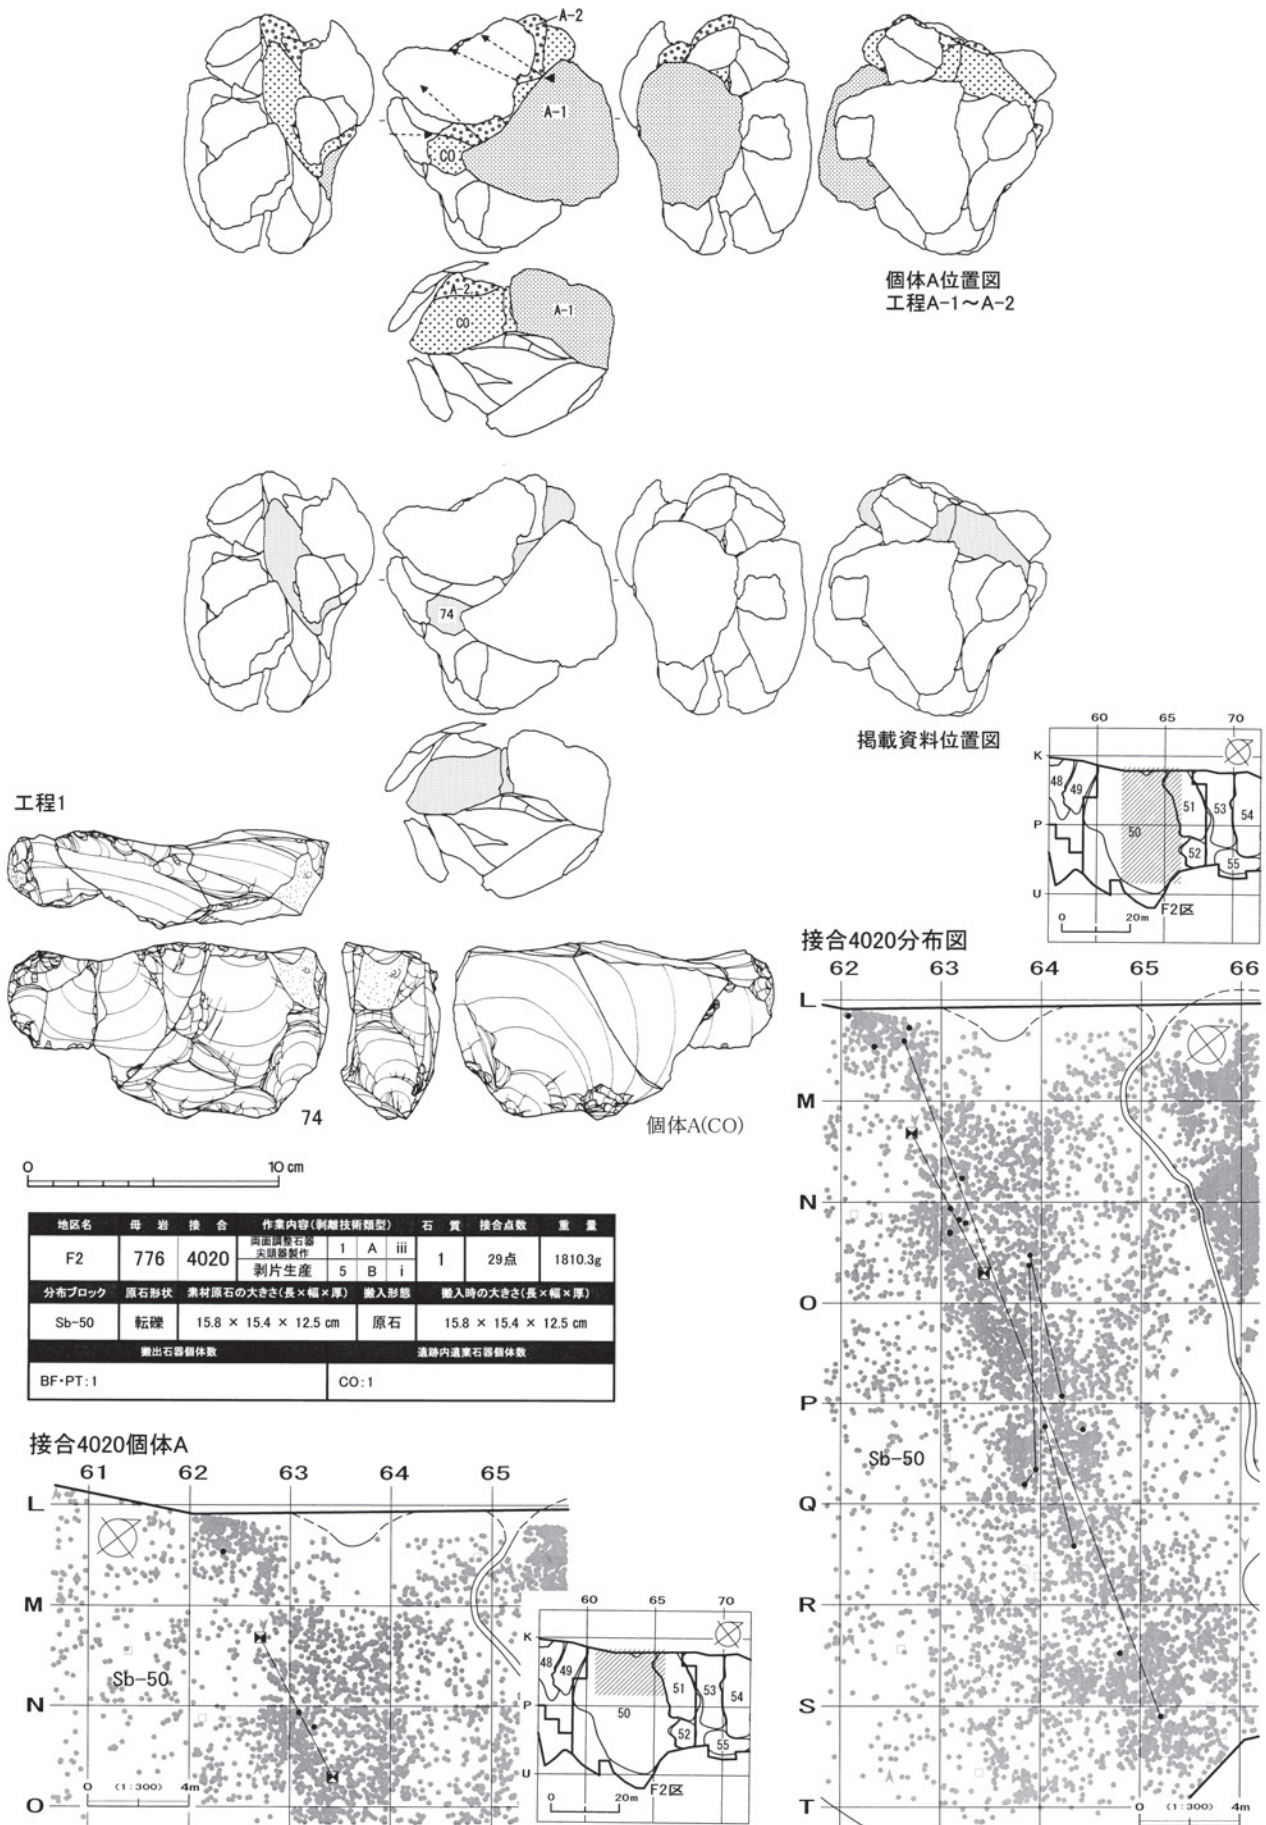 A-2
A-1
CO
個体A位置図
工程A-1～A-2
A-2
CO
A-1
74
掲載資料位置図
工程1
74
個体A(CO)
0 10 cm
60 65 70
K
48 49 51 53 54
P
50
52
55
U
0 20m F2区
地区名 母岩 接合 作業内容(剥離技術類型) 石質 接合点数 重量
F2 776 4020 両面調整石器 尖頭器製作 1 A iii 1 29点 1810.3g
剥片生産 5 B i
分布ブロック 原石形状 素材原石の大きさ(長×幅×厚) 搬入形態 搬入時の大きさ(長×幅×厚)
Sb-50 転礫 15.8 × 15.4 × 12.5 cm 原石 15.8 × 15.4 × 12.5 cm
搬出石器個体数 遺跡内遺棄石器個体数
BF・PT:1 CO:1
接合4020分布図
62 63 64 65 66
L
M
N
O
P
Sb-50
Q
R
S
T
0 (1:300) 4m
接合4020個体A
61 62 63 64 65
L
M
Sb-50
N
0 (1:300) 4m
O
60 65 70
K
48 49 51 53 54
P
50
52
55
U
0 20m F2区